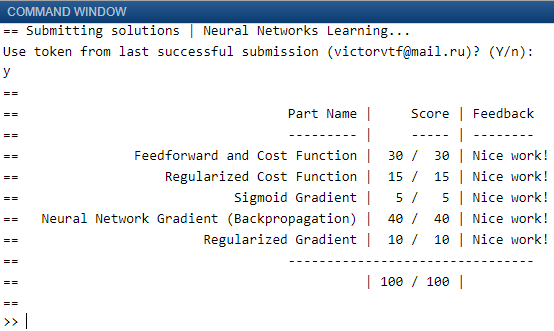 COMMAND WINDOW
== Submitting solutions | Neural Networks Learning...
Use token from last successful submission (victorvtf@mail.ru)? (Y/n):
y
==
== Part Name | Score | Feedback
== --------- | ----- | --------
== Feedforward and Cost Function | 30 / 30 | Nice work!
== Regularized Cost Function | 15 / 15 | Nice work!
== Sigmoid Gradient | 5 / 5 | Nice work!
== Neural Network Gradient (Backpropagation) | 40 / 40 | Nice work!
== Regularized Gradient | 10 / 10 | Nice work!
== --------------------------------
== | 100 / 100 |
==
>>